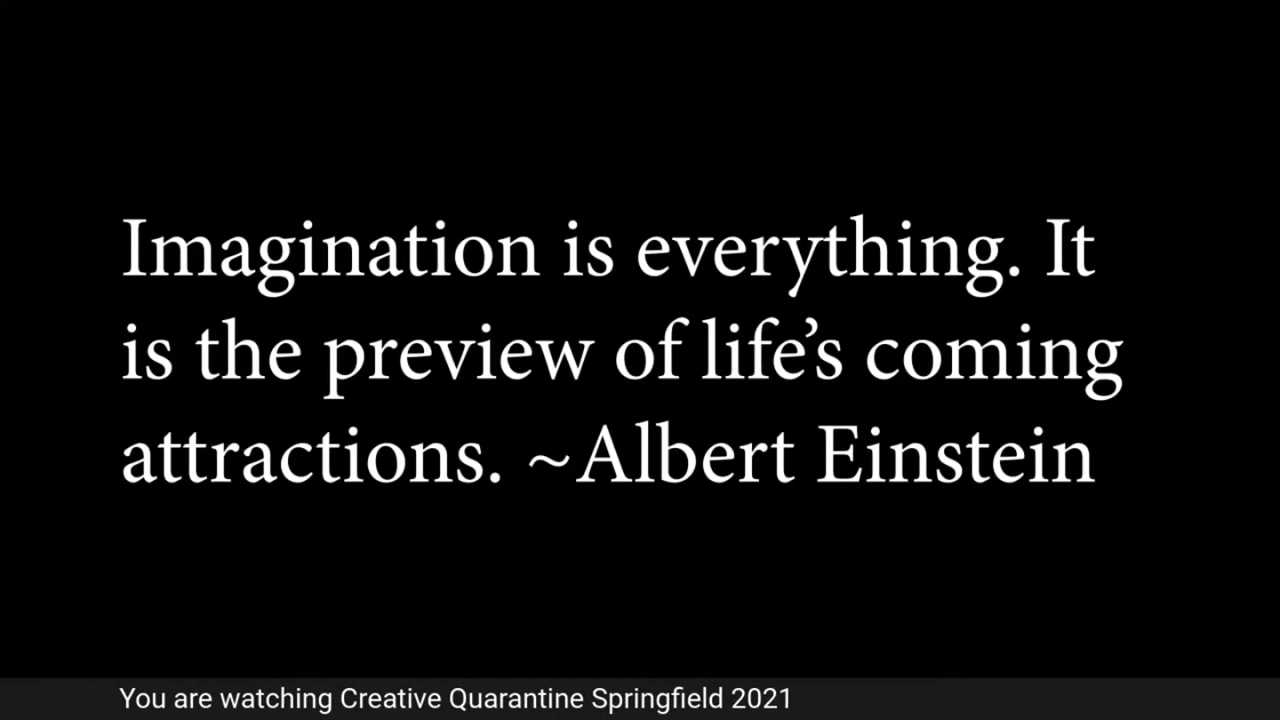 Imagination is everything. It
is the preview of life’s coming
attractions. ~Albert Einstein
You are watching Creative Quarantine Springfield 2021